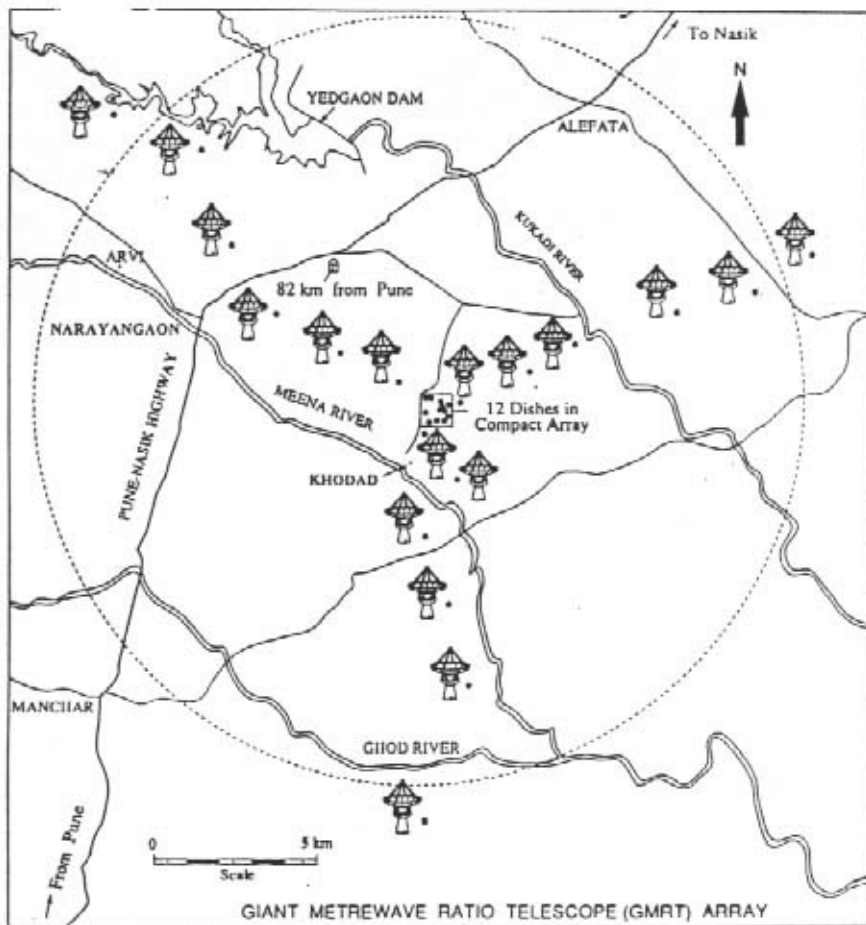 To Nasik
N
YEDGAON DAM
ALEFATA
KUKADI RIVER
ARVI
82 km from Pune
NARAYANGAON
MEENA RIVER
12 Dishes in
Compact Array
PUNE-NASIK HIGHWAY
KHODAD
MANCHAR
GHOD RIVER
From Pune
0
5 km
Scale
GIANT METREWAVE RATIO TELESCOPE (GMRT) ARRAY